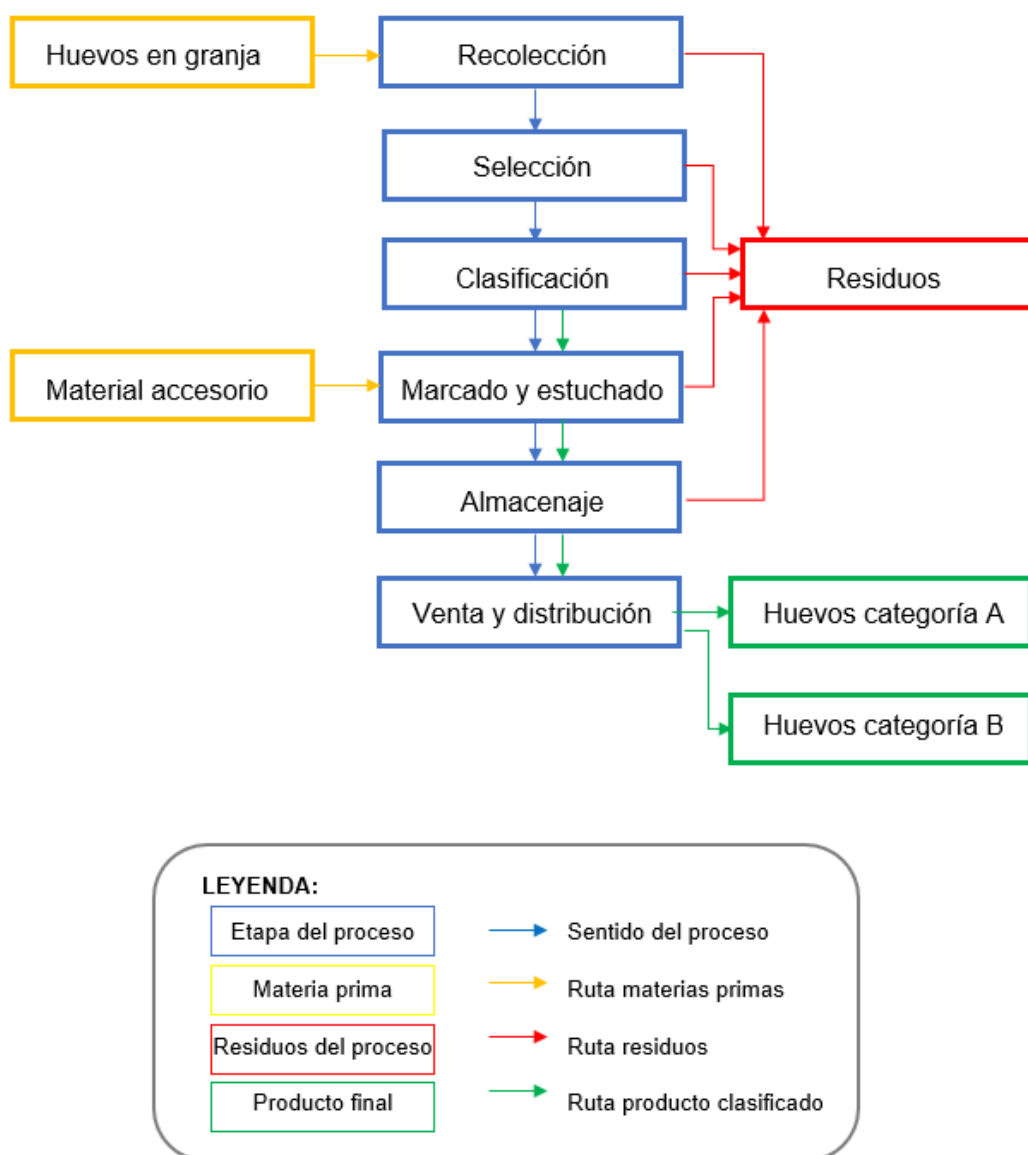 Huevos en granja
Recolección
Selección
Clasificación
Residuos
Material accesorio
Marcado y estuchado
Almacenaje
Venta y distribución
Huevos categoría A
Huevos categoría B
LEYENDA:
Etapa del proceso
Sentido del proceso
Materia prima
Ruta materias primas
Residuos del proceso
Ruta residuos
Producto final
Ruta producto clasificado